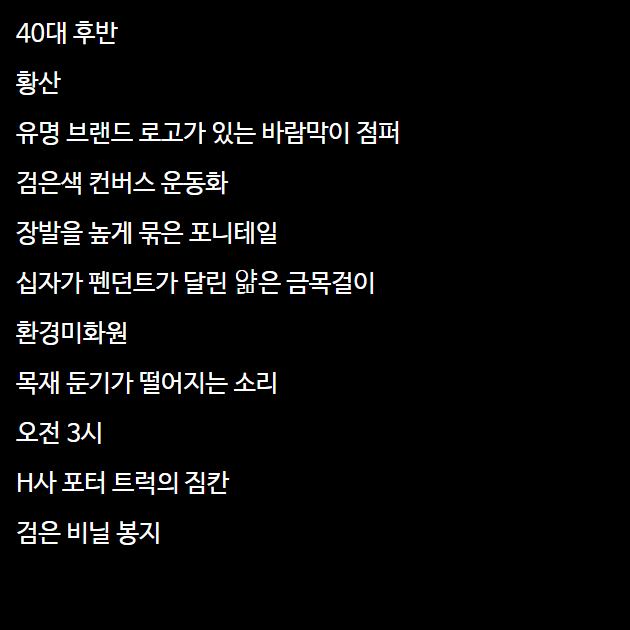 40대 후반
황산
유명 브랜드 로고가 있는 바람막이 점퍼
검은색 컨버스 운동화
장발을 높게 묶은 포니테일
십자가 펜던트가 달린 얆은 금목걸이
환경미화원
목재 둔기가 떨어지는 소리
오전 3시
H사 포터 트럭의 짐칸
검은 비닐 봉지